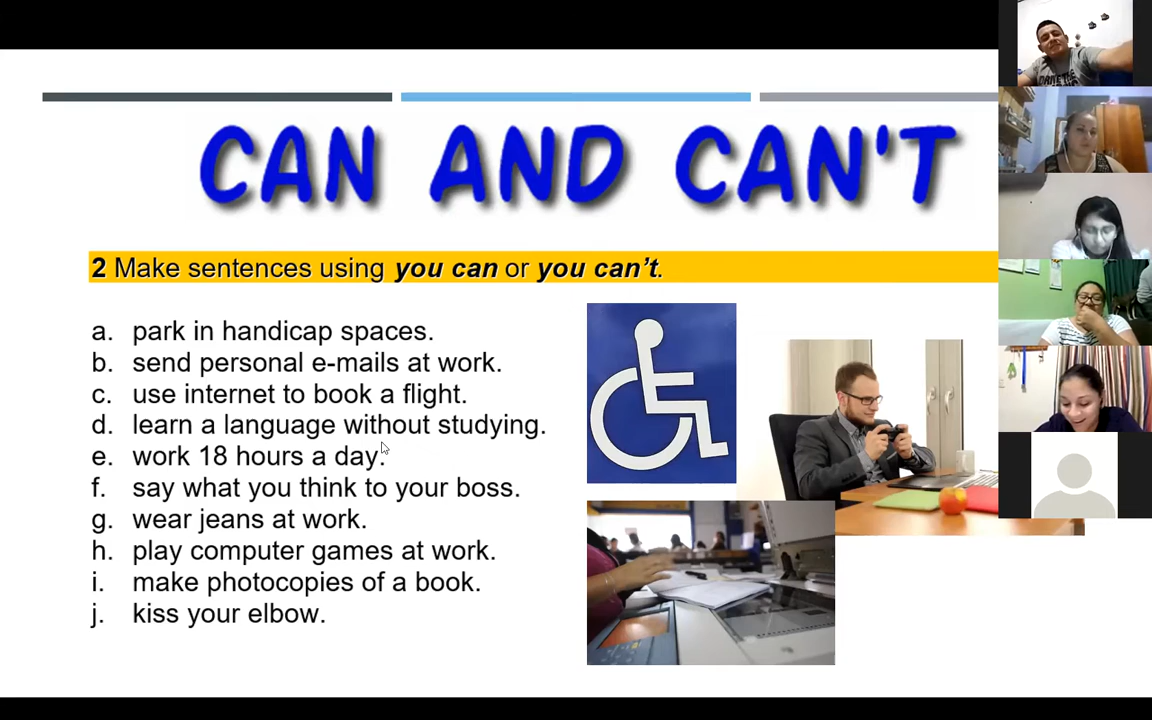 CAN AND CAN'T
2 Make sentences using you can or you can't.
a. park in handicap spaces.
b. send personal e-mails at work.
c. use internet to book a flight.
d. learn a language without studying.
e. work 18 hours a day.
f. say what you think to your boss.
g. wear jeans at work.
h. play computer games at work.
i. make photocopies of a book.
j. kiss your elbow.